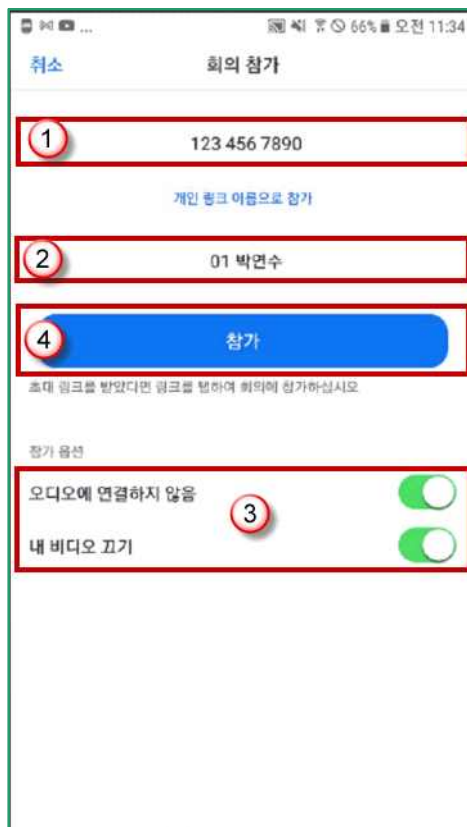 ... 66% 오전 11:34
취소 회의 참가
① 123 456 7890
개인 링크 이름으로 참가
② 01 박연수
④ 참가
초대 링크를 받았다면 링크를 탭하여 회의에 참가하십시오
참가 옵션
오디오에 연결하지 않음
③
내 비디오 끄기